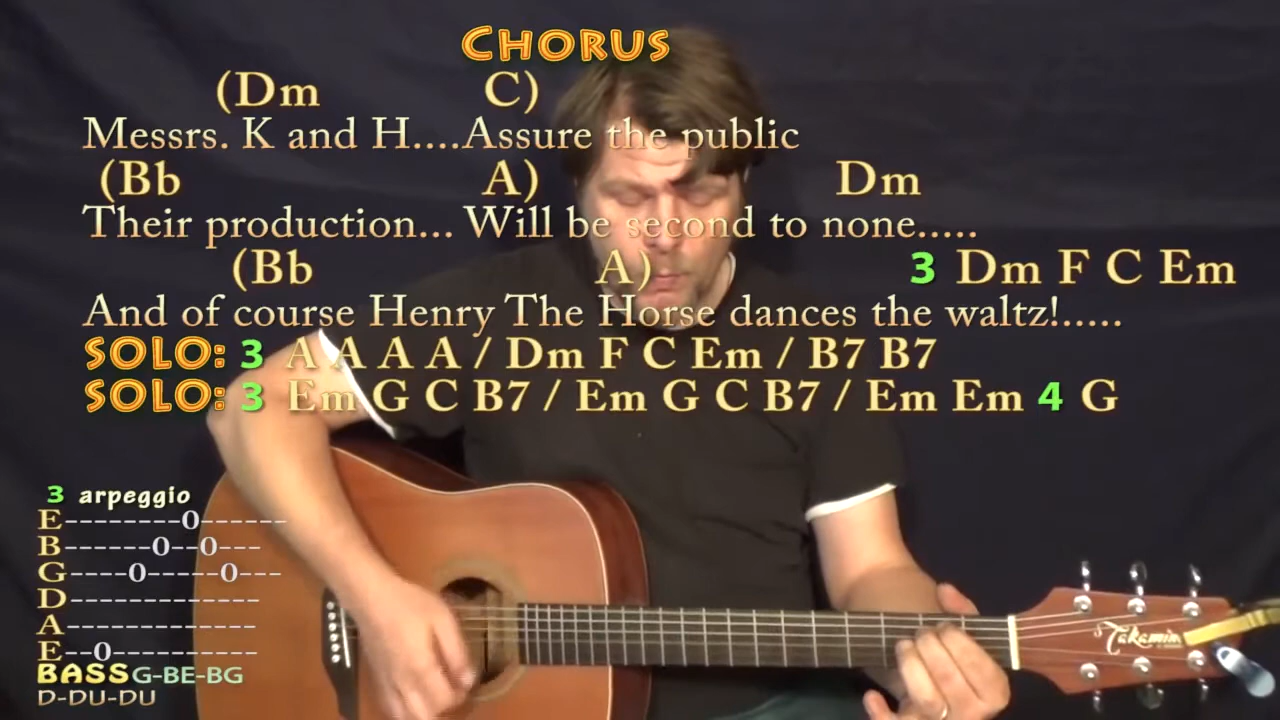 CHORUS
(Dm C)
Messrs. K and H....Assure the public
(Bb A) Dm
Their production... Will be second to none.....
(Bb A) 3 Dm F C Em
And of course Henry The Horse dances the waltz!.....
SOLO: 3 A A A A / Dm F C Em / B7 B7
SOLO: 3 Em G C B7 / Em G C B7 / Em Em 4 G
3 arpeggio
E--------0------
B------0--0---
G----0------0---
D------------
A------------
E--0----------
BASS G-BE-BG
D-DU-DU
Takamine